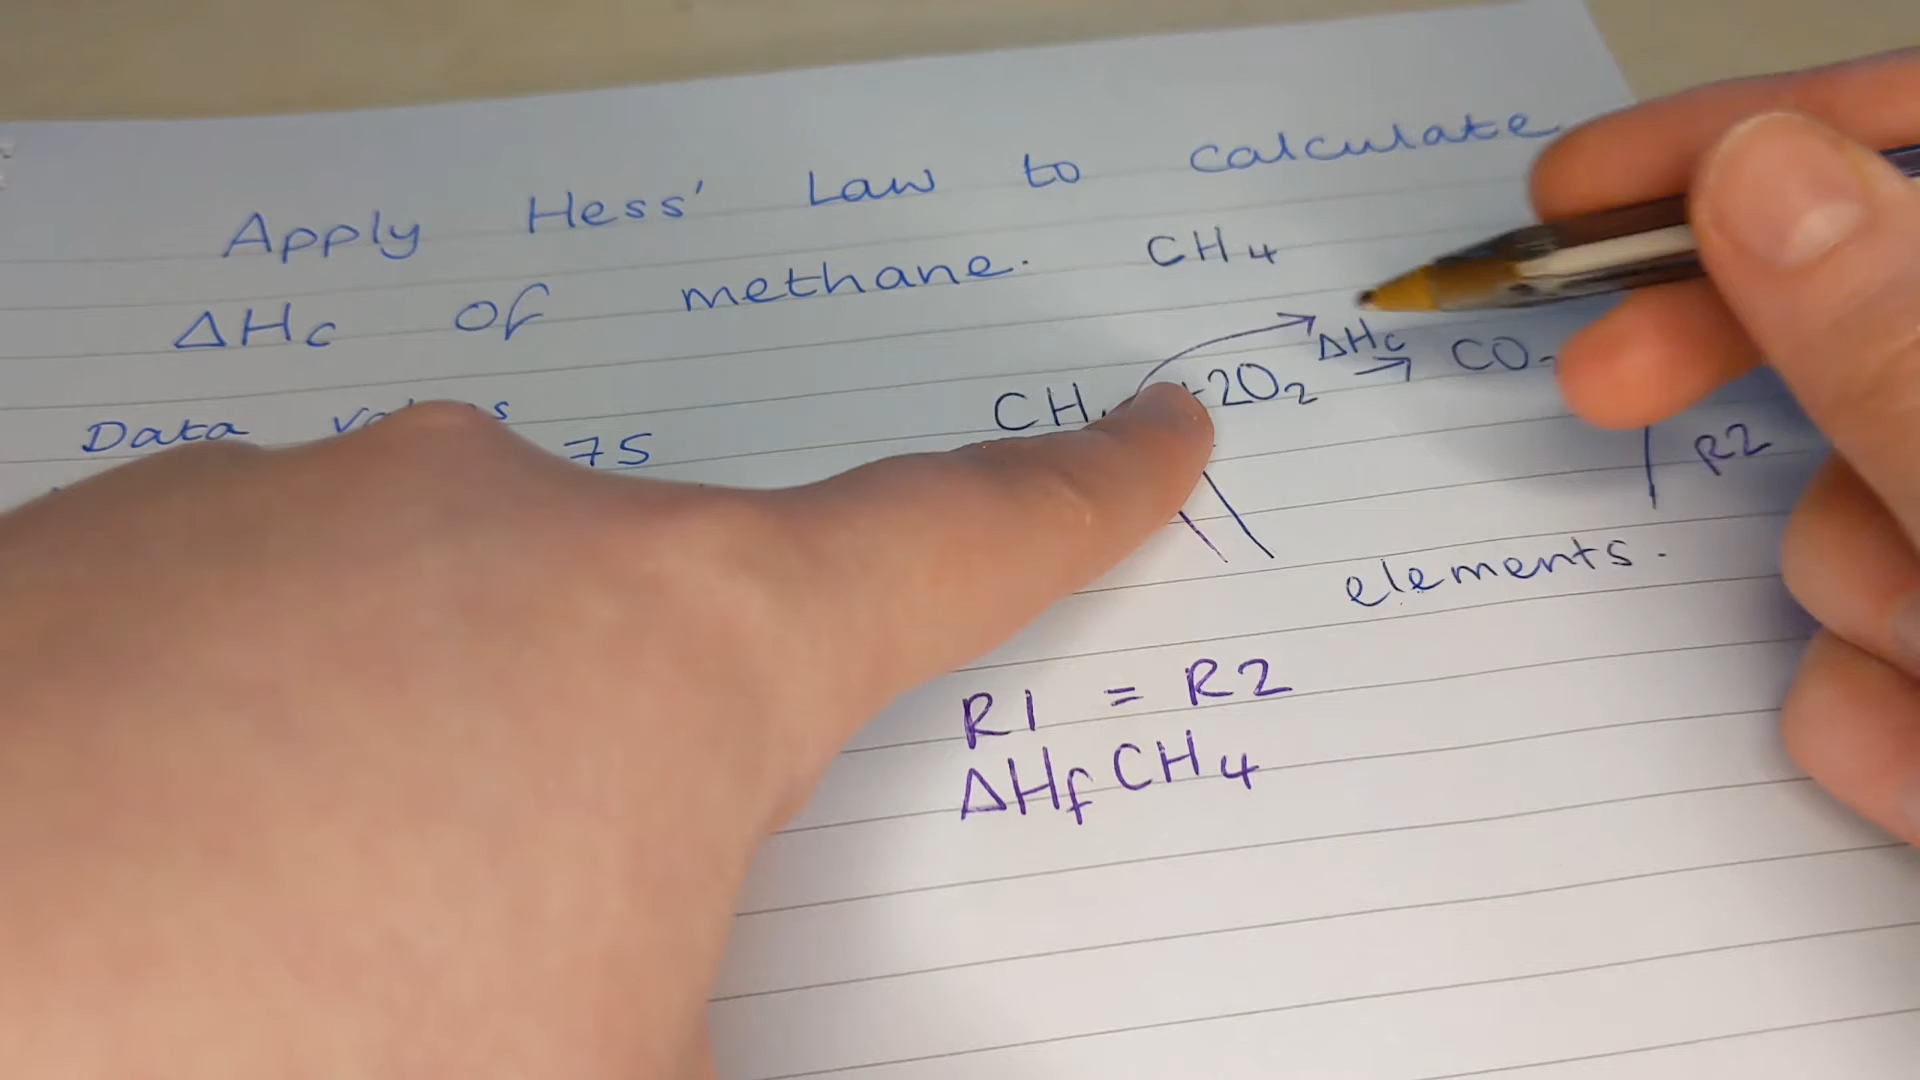 Apply Hess' Law to calculate
ΔHc of methane. CH4
ΔHc
CH +2O2 → CO
Data
75
R2
elements.
R1 = R2
ΔHf CH4